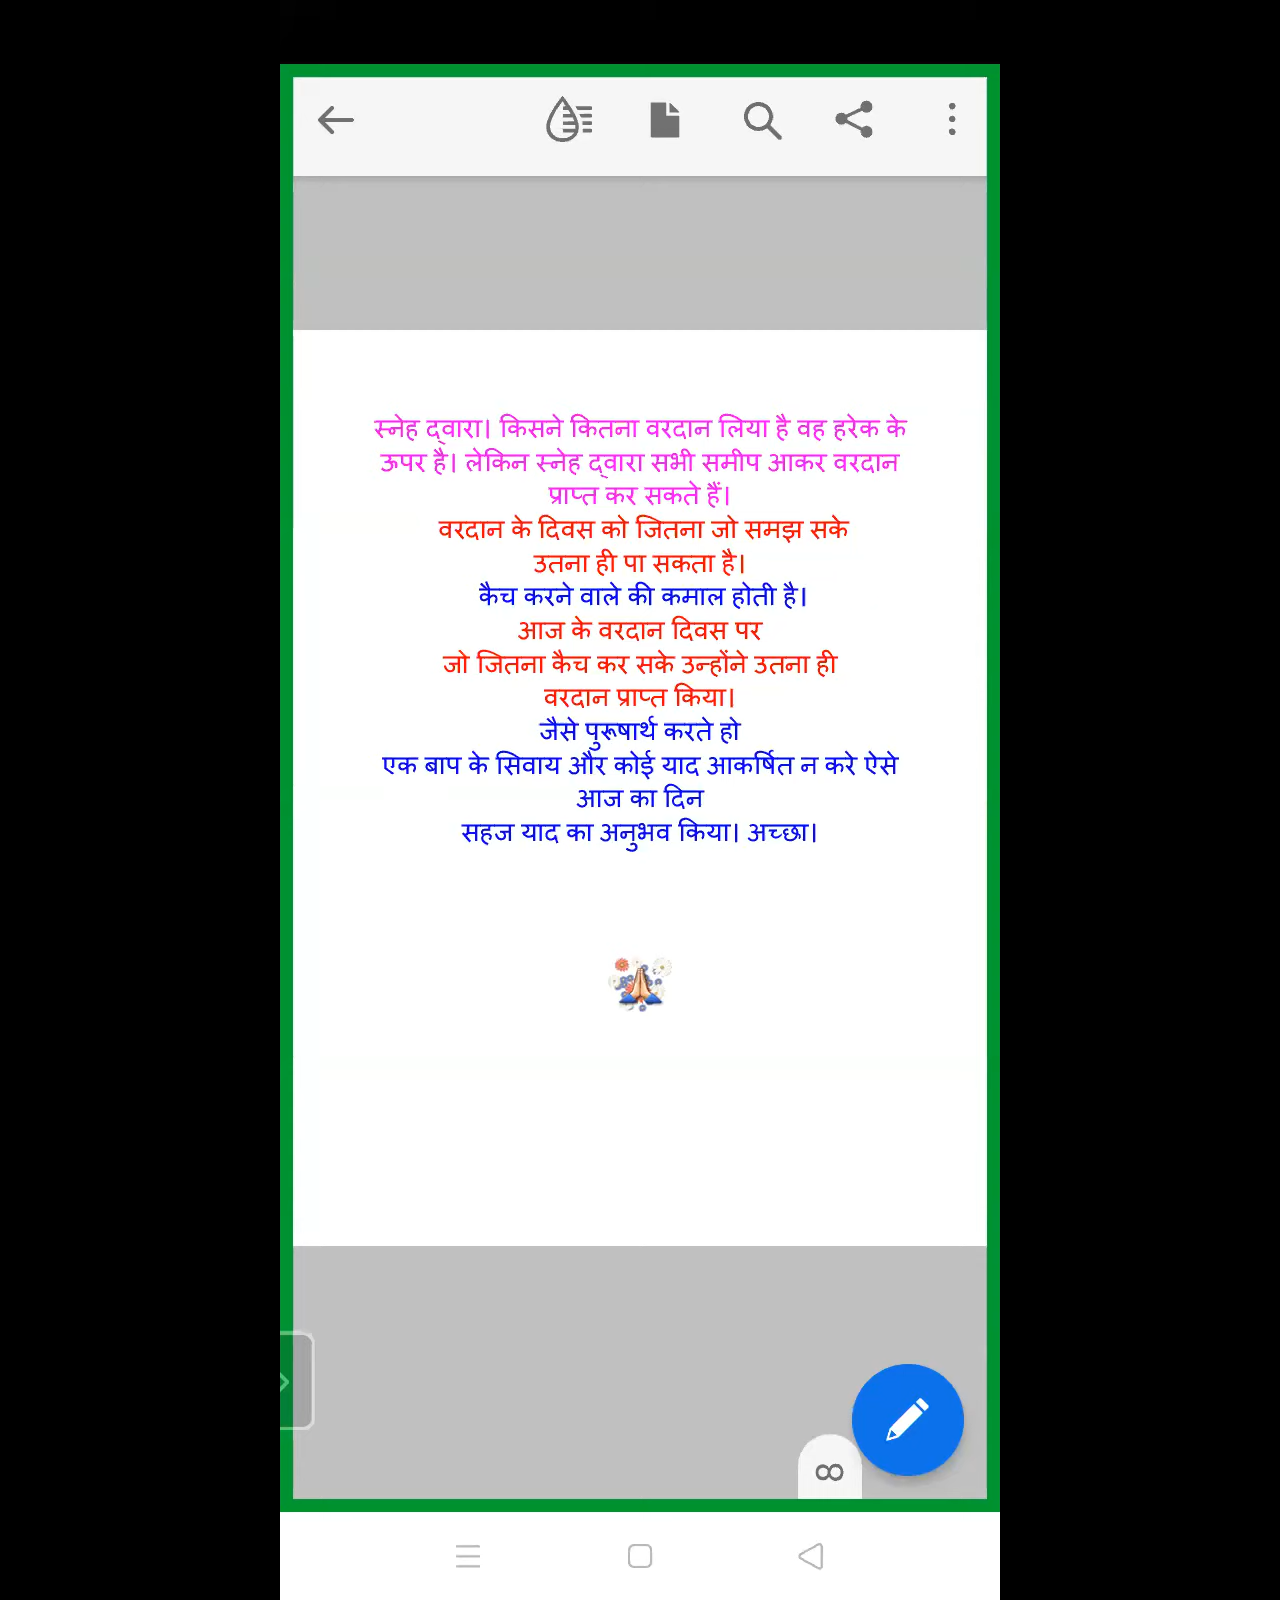 स्नेह द्वारा। किसने कितना वरदान लिया है वह हरेक के
ऊपर है। लेकिन स्नेह द्वारा सभी समीप आकर वरदान
प्राप्त कर सकते हैं।
वरदान के दिवस को जितना जो समझ सके
उतना ही पा सकता है।
कैच करने वाले की कमाल होती है।
आज के वरदान दिवस पर
जो जितना कैच कर सके उन्होंने उतना ही
वरदान प्राप्त किया।
जैसे पुरूषार्थ करते हो
एक बाप के सिवाय और कोई याद आकर्षित न करे ऐसे
आज का दिन
सहज याद का अनुभव किया। अच्छा।